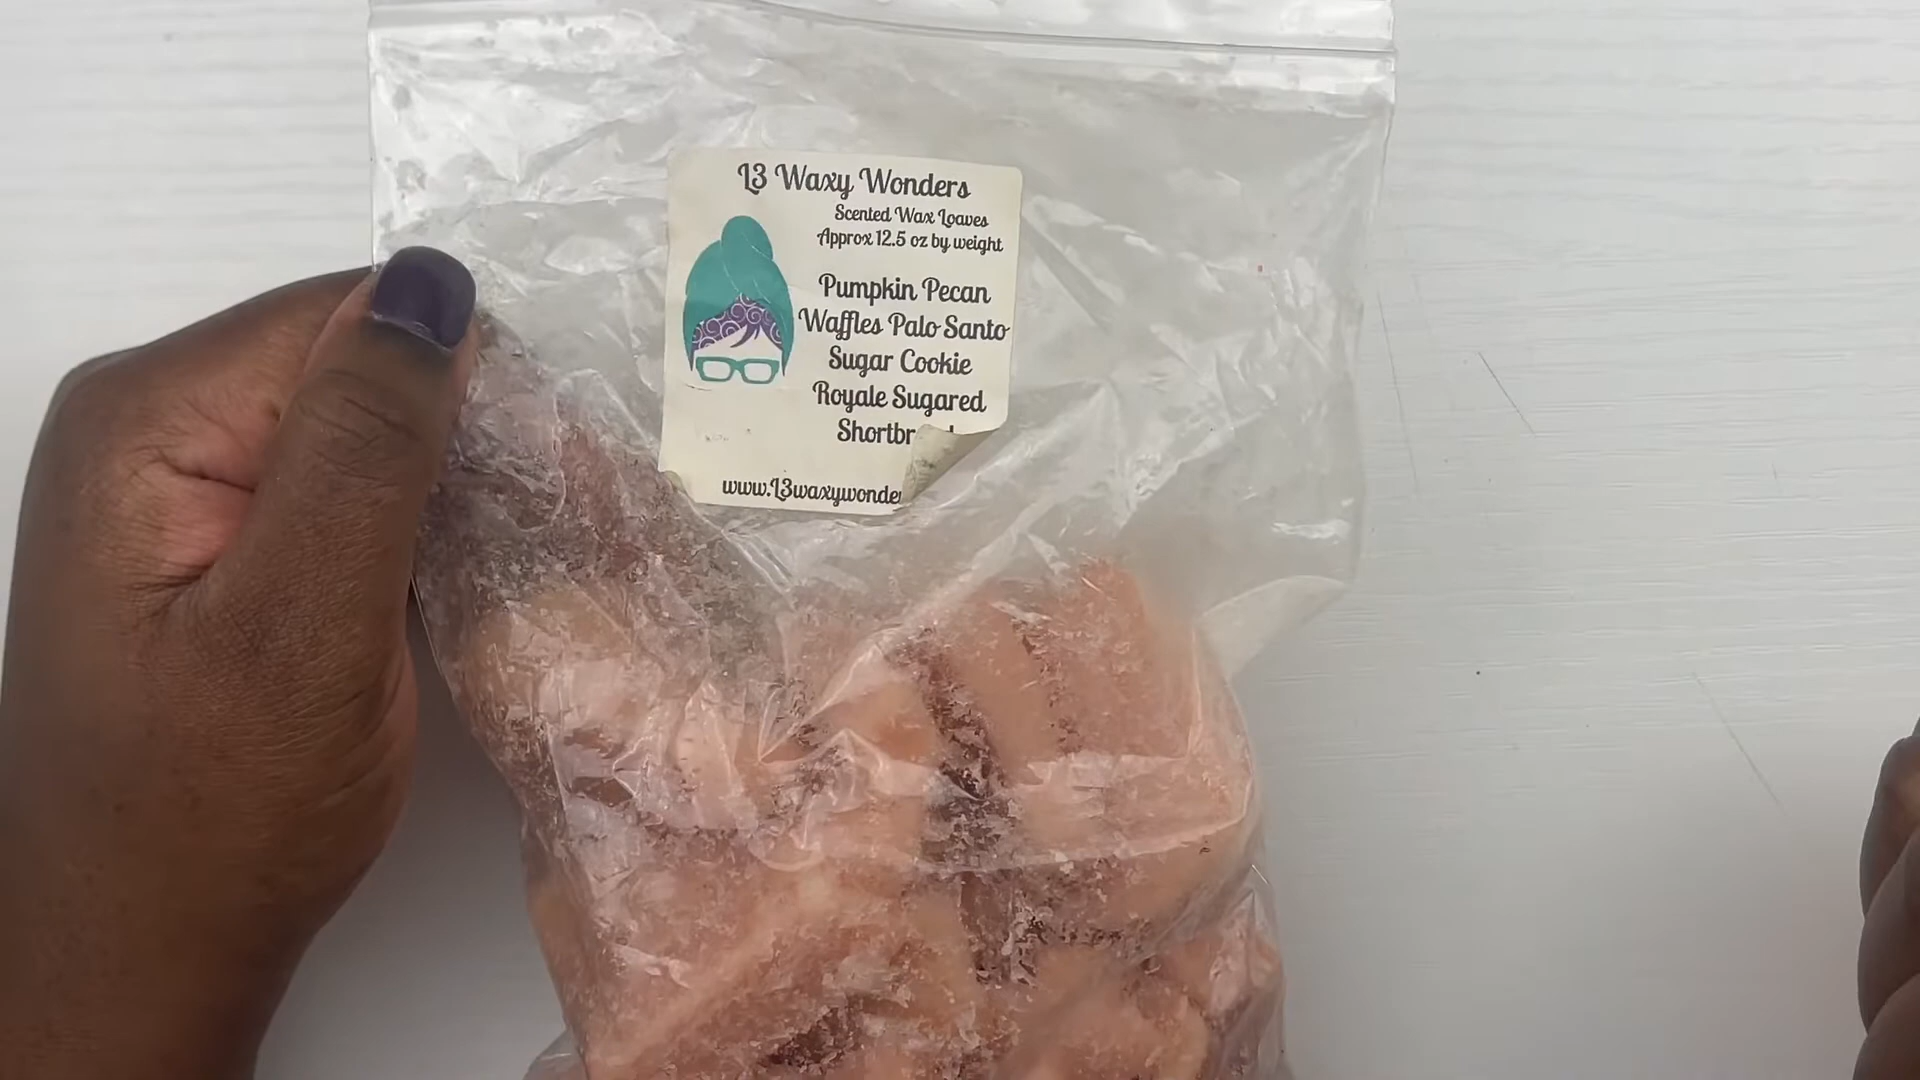 L3 Waxy Wonders
Scented Wax Loaves
Approx 12.5 oz by weight
Pumpkin Pecan
Waffles Palo Santo
Sugar Cookie
Royale Sugared